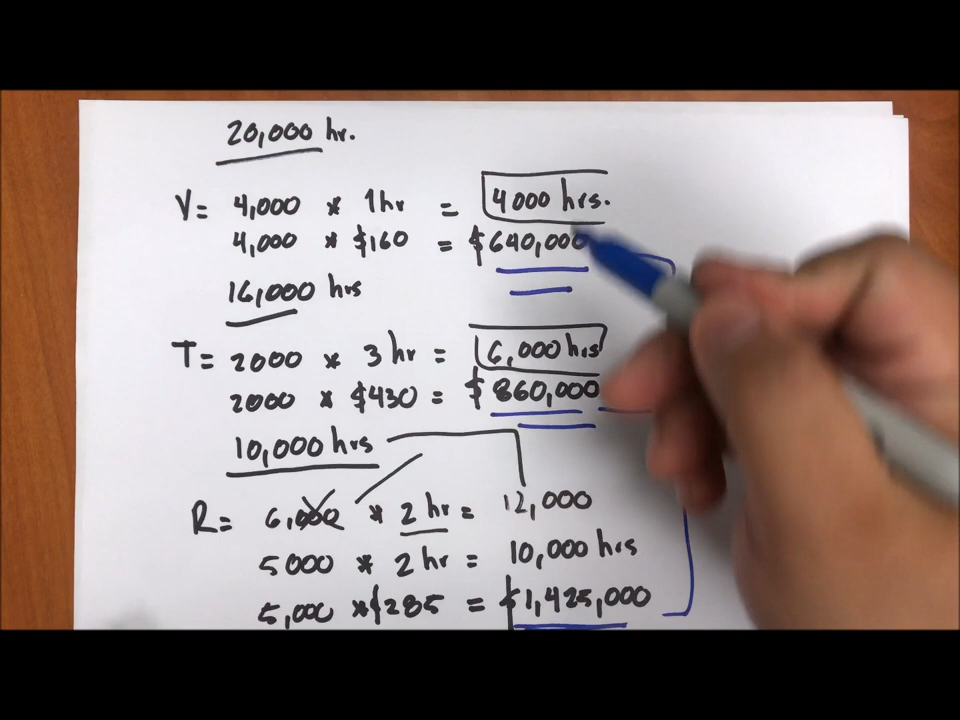 20,000 hr.
V= 4,000 * 1hr = 4000 hrs.
4,000 * $160 = $640,000
16,000 hrs
T= 2000 * 3 hr = 6,000 hrs
2000 * $430 = $860,000
10,000 hrs
R= 6,000 * 2 hr = 12,000
5000 * 2 hr = 10,000 hrs
5,000 * $285 = $1,425,000